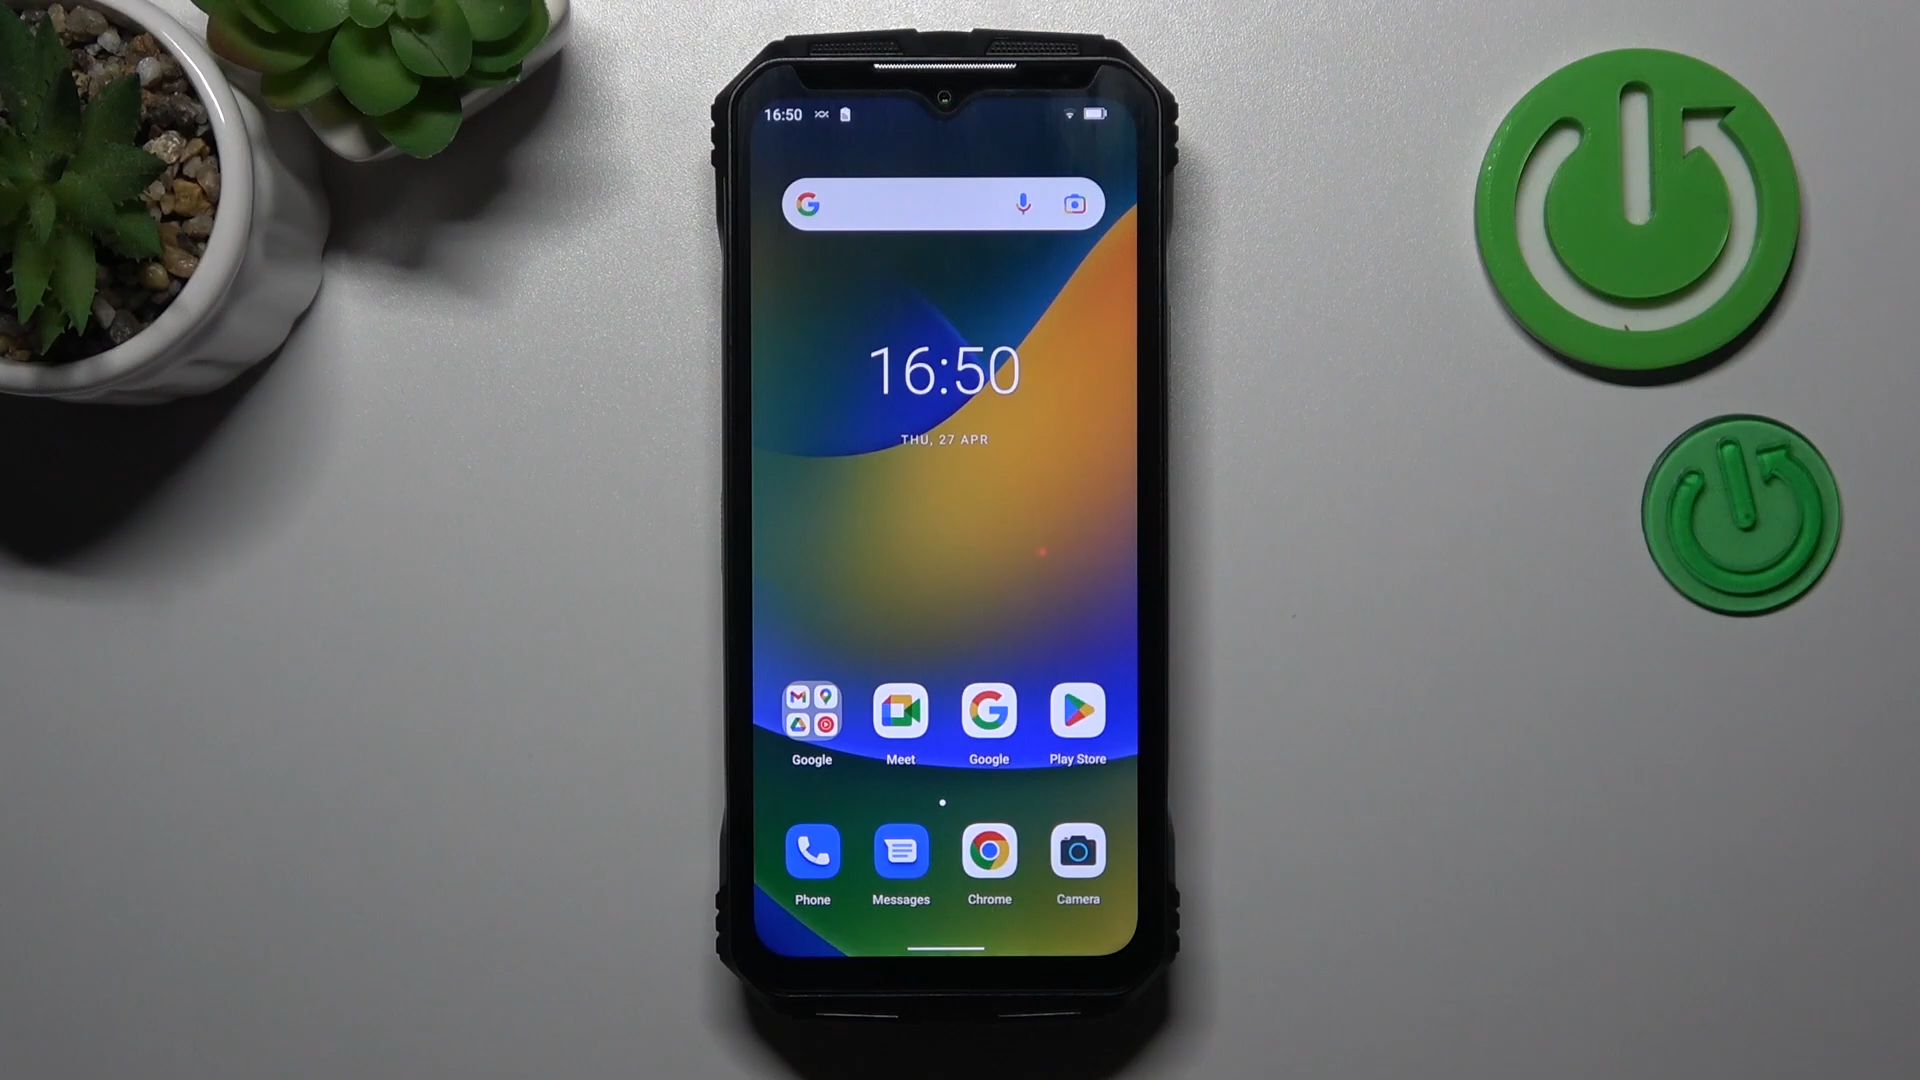 16:50
16:50
THU, 27 APR
Google
Meet
Google
Play Store
Phone
Messages
Chrome
Camera